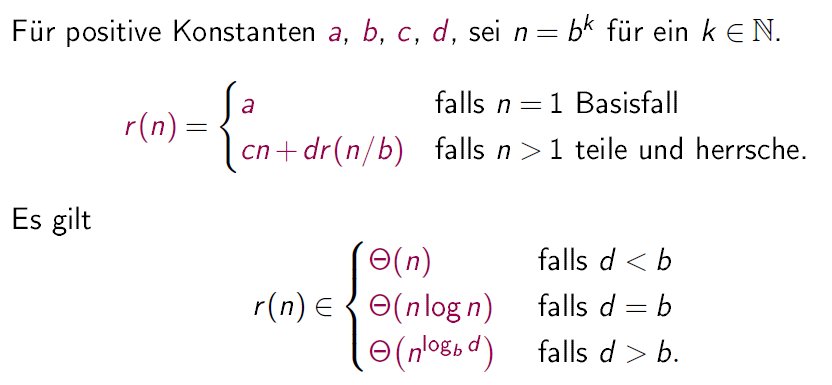 Für positive Konstanten a, b, c, d, sei n = b^k für ein k ∈ ℕ.
r(n) = { a falls n = 1 Basisfall
cn + dr(n/b) falls n > 1 teile und herrsche.
Es gilt
r(n) ∈ { Θ(n) falls d < b
Θ(n log n) falls d = b
Θ(n^{log_b d}) falls d > b.